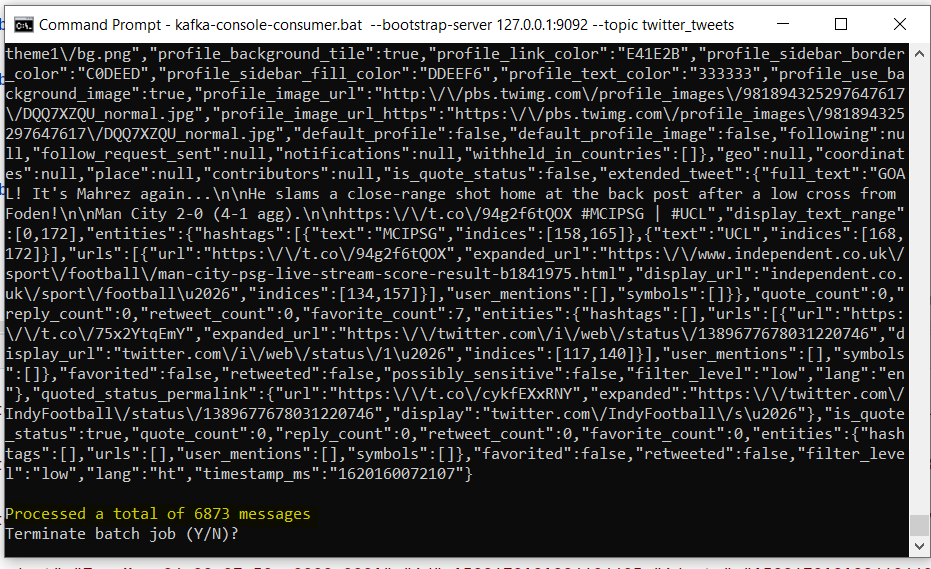 Command Prompt - kafka-console-consumer.bat  --bootstrap-server 127.0.0.1:9092 --topic twitter_tweets
theme1\/bg.png","profile_background_tile":true,"profile_link_color":"E41E2B","profile_sidebar_border
_color":"C0DEED","profile_sidebar_fill_color":"DDEEF6","profile_text_color":"333333","profile_use_ba
ckground_image":true,"profile_image_url":"http:\/\/pbs.twimg.com\/profile_images\/981894325297647617
\/DQQ7XZQU_normal.jpg","profile_image_url_https":"https:\/\/pbs.twimg.com\/profile_images\/981894325
297647617\/DQQ7XZQU_normal.jpg","default_profile":false,"default_profile_image":false,"following":nu
ll,"follow_request_sent":null,"notifications":null,"withheld_in_countries":[]},"geo":null,"coordinat
es":null,"place":null,"contributors":null,"is_quote_status":false,"extended_tweet":{"full_text":"GOA
L! It's Mahrez again...\n\nHe slams a close-range shot home at the back post after a low cross from 
Foden!\n\nMan City 2-0 (4-1 agg).\n\nhttps:\/\/t.co\/94g2f6tQOX #MCIPSG | #UCL","display_text_range"
:[0,172],"entities":{"hashtags":[{"text":"MCIPSG","indices":[158,165]},{"text":"UCL","indices":[168,
172]}],"urls":[{"url":"https:\/\/t.co\/94g2f6tQOX","expanded_url":"https:\/\/www.independent.co.uk\/
sport\/football\/man-city-psg-live-stream-score-result-b1841975.html","display_url":"independent.co.
uk\/sport\/football\u2026","indices":[134,157]}],"user_mentions":[],"symbols":[]}},"quote_count":0,"
reply_count":0,"retweet_count":0,"favorite_count":7,"entities":{"hashtags":[],"urls":[{"url":"https:
\/\/t.co\/75x2YtqEmY","expanded_url":"https:\/\/twitter.com\/i\/web\/status\/1389677678031220746","d
isplay_url":"twitter.com\/i\/web\/status\/1\u2026","indices":[117,140]}],"user_mentions":[],"symbols
":[]},"favorited":false,"retweeted":false,"possibly_sensitive":false,"filter_level":"low","lang":"en
"},"quoted_status_permalink":{"url":"https:\/\/t.co\/cykfEXxRNY","expanded":"https:\/\/twitter.com\/
IndyFootball\/status\/1389677678031220746","display":"twitter.com\/IndyFootball\/s\u2026"},"is_quote
_status":true,"quote_count":0,"reply_count":0,"retweet_count":0,"favorite_count":0,"entities":{"hash
tags":[],"urls":[],"user_mentions":[],"symbols":[]},"favorited":false,"retweeted":false,"filter_leve
l":"low","lang":"ht","timestamp_ms":"1620160072107"}
Processed a total of 6873 messages
Terminate batch job (Y/N)?